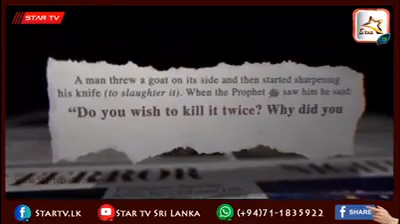 STAR TV
STAR
A man threw a goat on its side and then started sharpening
his knife (to slaughter it). When the Prophet ﷺ saw him he said:
"Do you wish to kill it twice? Why did you
STARTV.LK STAR TV SRI LANKA (+94)71-1835922 SHARE